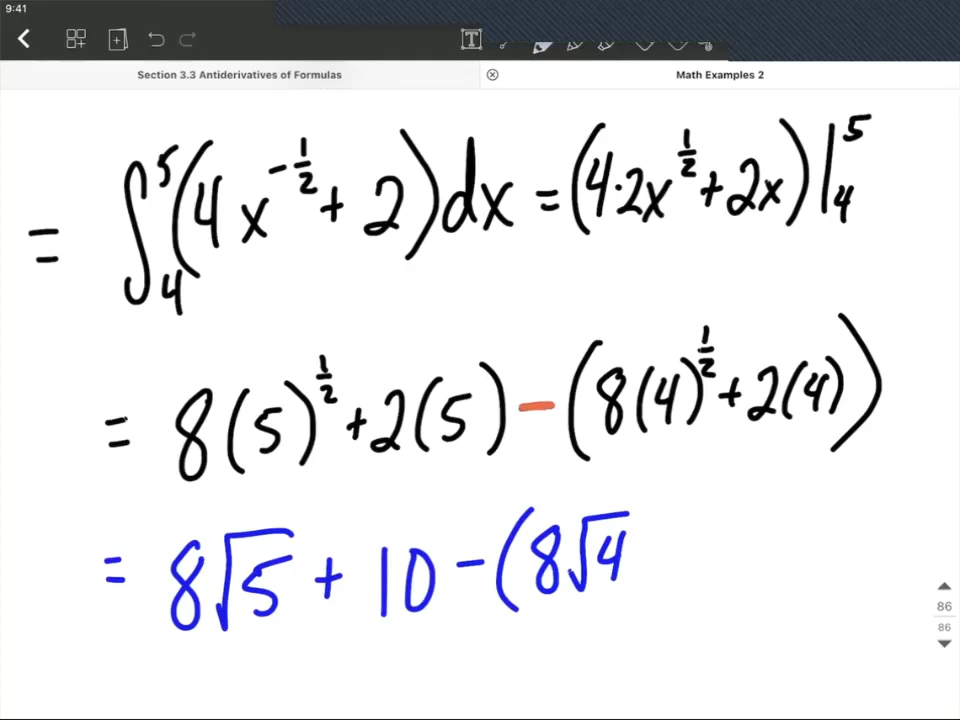 9:41
Section 3.3 Antiderivatives of Formulas
Math Examples 2
= ∫₄⁵ (4x^{-1/2} + 2) dx = (4·2x^{1/2} + 2x) |₄⁵
= 8(5)^{1/2} + 2(5) - (8(4)^{1/2} + 2(4))
= 8√5 + 10 - (8√4
86
86